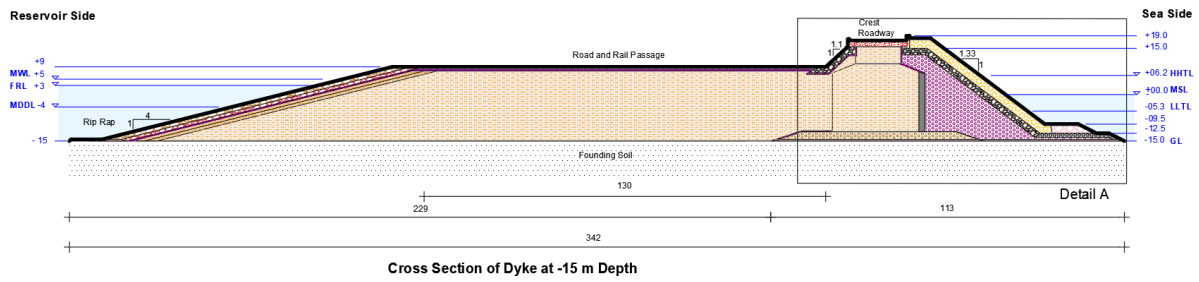 Reservoir Side
Sea Side
Crest
Roadway
+19.0
+15.0
1.1
1
1.33
1
Road and Rail Passage
+9
MWL +5
FRL +3
MDDL -4
+06.2 HHTL
+00.0 MSL
-05.3 LLTL
-09.5
-12.5
-15.0 GL
4
1
Rip Rap
- 15
Founding Soil
Detail A
130
229
113
342
Cross Section of Dyke at -15 m Depth